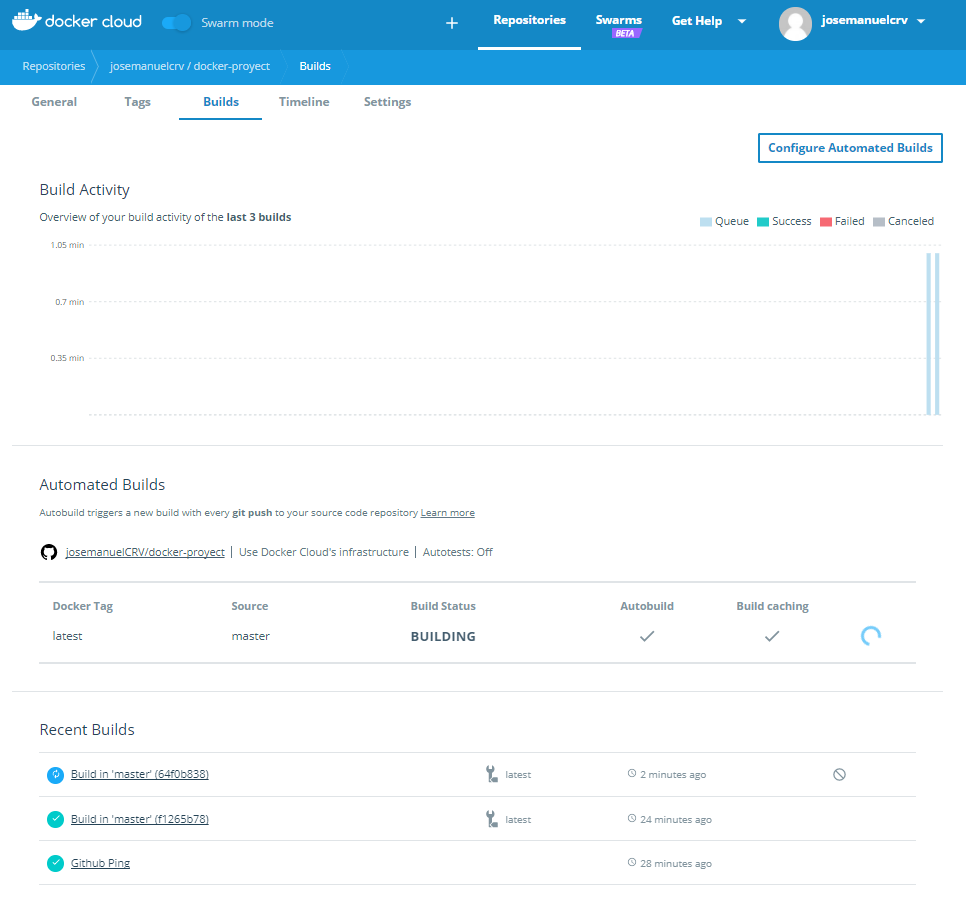 docker cloud Swarm mode + Repositories Swarms Get Help josemanuelcrv
BETA
Repositories josemanuelcrv / docker-proyect Builds
General Tags Builds Timeline Settings
Configure Automated Builds
Build Activity
Overview of your build activity of the last 3 builds
Queue Success Failed Canceled
1.05 min
0.7 min
0.35 min
Automated Builds
Autobuild triggers a new build with every git push to your source code repository Learn more
josemanuelCRV/docker-proyect | Use Docker Cloud's infrastructure | Autotests: Off
Docker Tag Source Build Status Autobuild Build caching
latest master BUILDING
Recent Builds
Build in 'master' (64f0b838) latest 2 minutes ago
Build in 'master' (f1265b78) latest 24 minutes ago
Github Ping 28 minutes ago